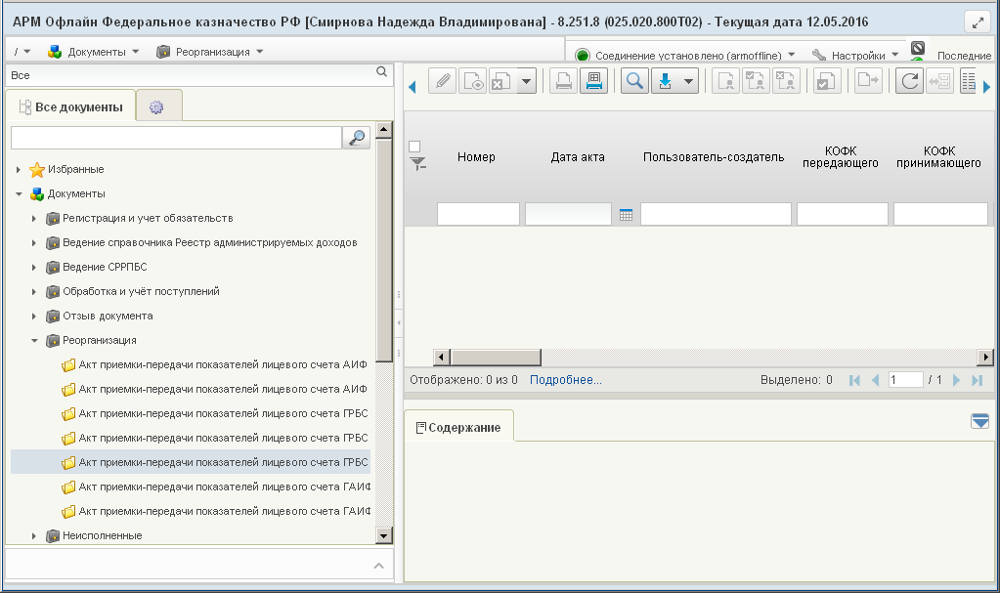 АРМ Офлайн Федеральное казначество РФ [Смирнова Надежда Владимировна] - 8.251.8 (025.020.800T02) - Текущая дата 12.05.2016
/ Документы Реорганизация
Соединение установлено (armoffline) Настройки Последние
Все
Все документы
Избранные
Документы
Регистрация и учет обязательств
Ведение справочника Реестр администрируемых доходов
Ведение СРРПБС
Обработка и учёт поступлений
Отзыв документа
Реорганизация
Акт приемки-передачи показателей лицевого счета АИФ
Акт приемки-передачи показателей лицевого счета АИФ
Акт приемки-передачи показателей лицевого счета ГРБС
Акт приемки-передачи показателей лицевого счета ГРБС
Акт приемки-передачи показателей лицевого счета ГРБС
Акт приемки-передачи показателей лицевого счета ГАИФ
Акт приемки-передачи показателей лицевого счета ГАИФ
Неисполненные
Номер
Дата акта
Пользователь-создатель
КОФК
передающего
КОФК
принимающего
Отображено: 0 из 0 Подробнее...
Выделено: 0 1 / 1
Содержание